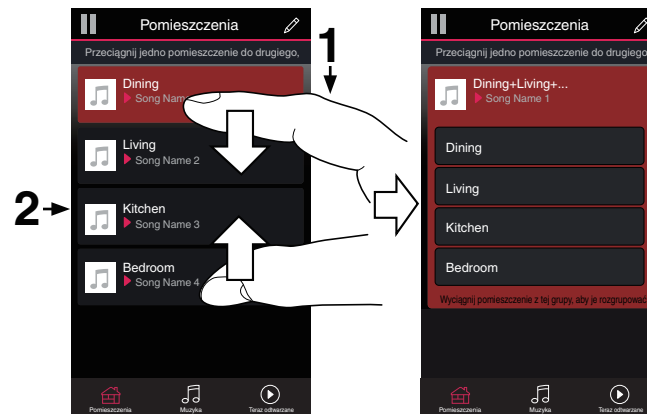 Pomieszczenia
Przeciągnij jedno pomieszczenie do drugiego,
1
Dining
Song Nam
Living
Song Name 2
2
Kitchen
Song Name 3
Bedroom
Song Name 4
Pomieszczenia
Muzyka
Teraz odtwarzane
Pomieszczenia
Przeciągnij jedno pomieszczenie do drugiego
Dining+Living+...
Song Name 1
Dining
Living
Kitchen
Bedroom
Wyciągnij pomieszczenie z tej grupy, aby je rozgrupować
Pomieszczenia
Muzyka
Teraz odtwarzane